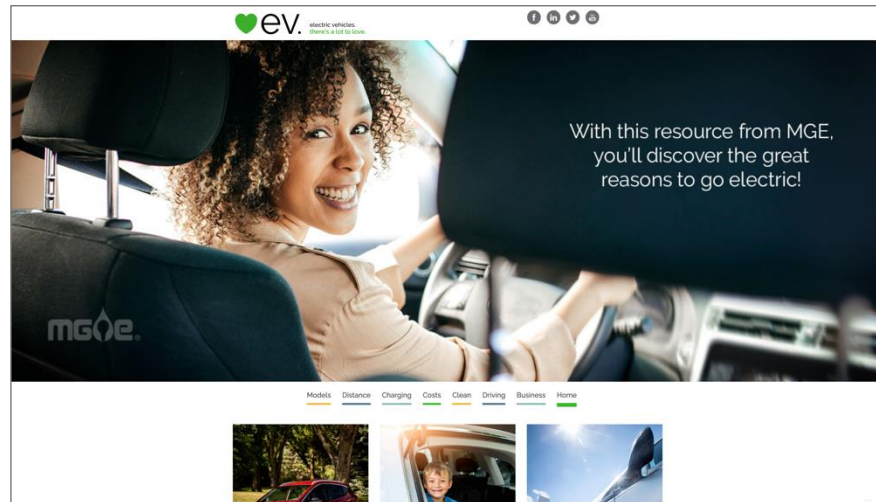 ev.
electric vehicles.
there's a lot to love.
f in
With this resource from MGE,
you'll discover the great
reasons to go electric!
mge
Models Distance Charging Costs Clean Driving Business Home